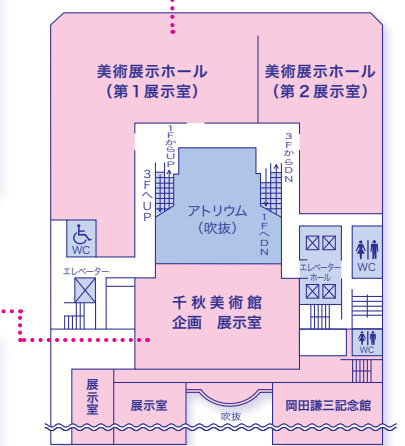 美術展示ホール
（第１展示室）
美術展示ホール
（第２展示室）
1FからUP
3FからDN
3FへUP
1FへDN
アトリウム
（吹抜）
WC
エレベーター
エレベーター
ホール
WC
千秋美術館
企画 展示室
WC
展示室
展示室
吹抜
岡田謙三記念館